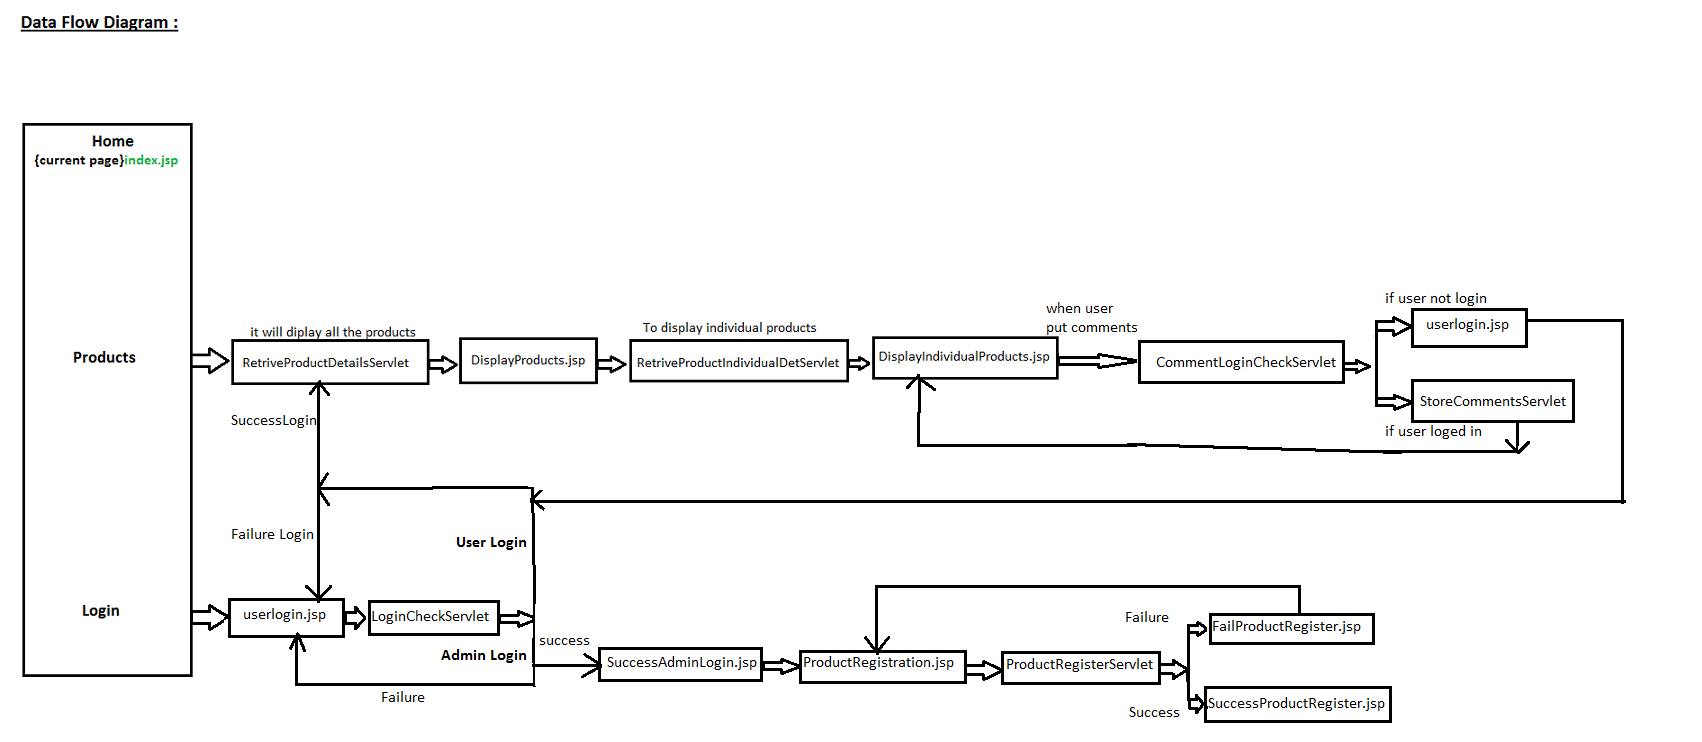 Data Flow Diagram :
Home
{current page}index.jsp
Products
Login
it will diplay all the products
RetriveProductDetailsServlet
DisplayProducts.jsp
To display individual products
RetriveProductIndividualDetServlet
DisplayIndividualProducts.jsp
when user
put comments
CommentLoginCheckServlet
if user not login
userlogin.jsp
StoreCommentsServlet
if user loged in
SuccessLogin
Failure Login
User Login
userlogin.jsp
LoginCheckServlet
Admin Login
success
Failure
SuccessAdminLogin.jsp
ProductRegistration.jsp
ProductRegisterServlet
Failure
FailProductRegister.jsp
Success
SuccessProductRegister.jsp